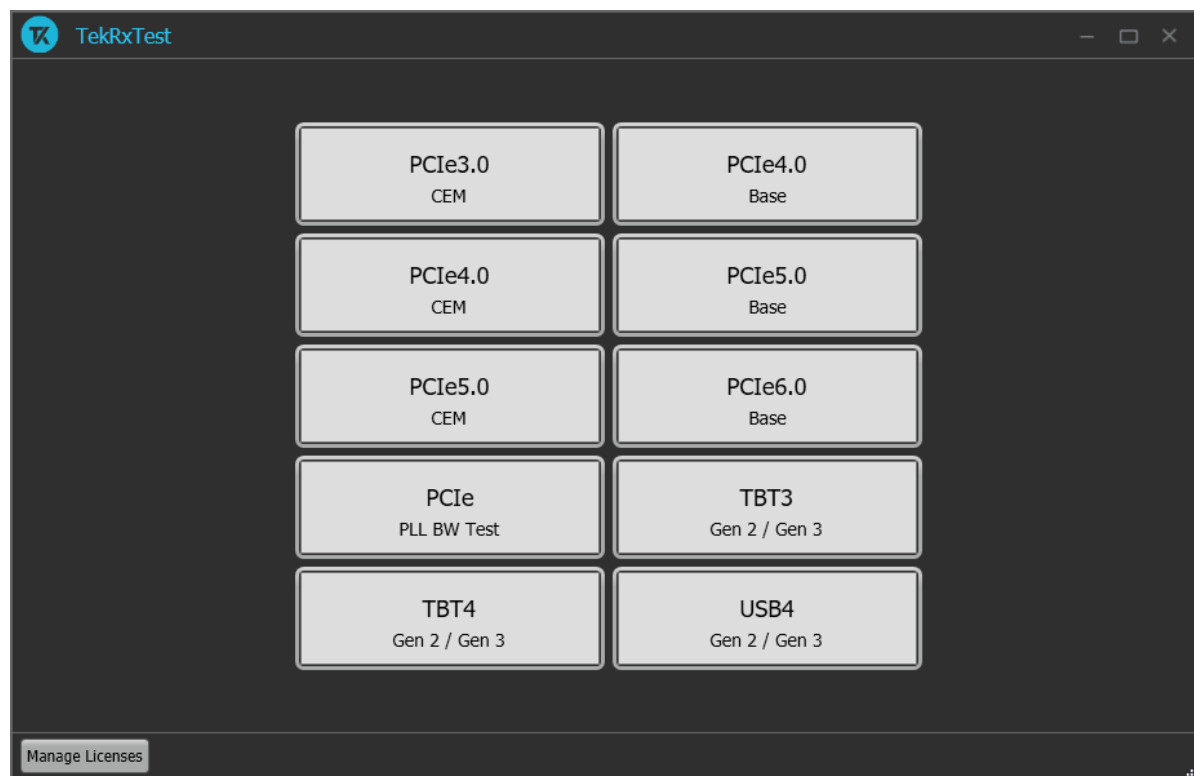 TekRxTest
PCIe3.0
CEM
PCIe4.0
Base
PCIe4.0
CEM
PCIe5.0
Base
PCIe5.0
CEM
PCIe6.0
Base
PCIe
PLL BW Test
TBT3
Gen 2 / Gen 3
TBT4
Gen 2 / Gen 3
USB4
Gen 2 / Gen 3
Manage Licenses